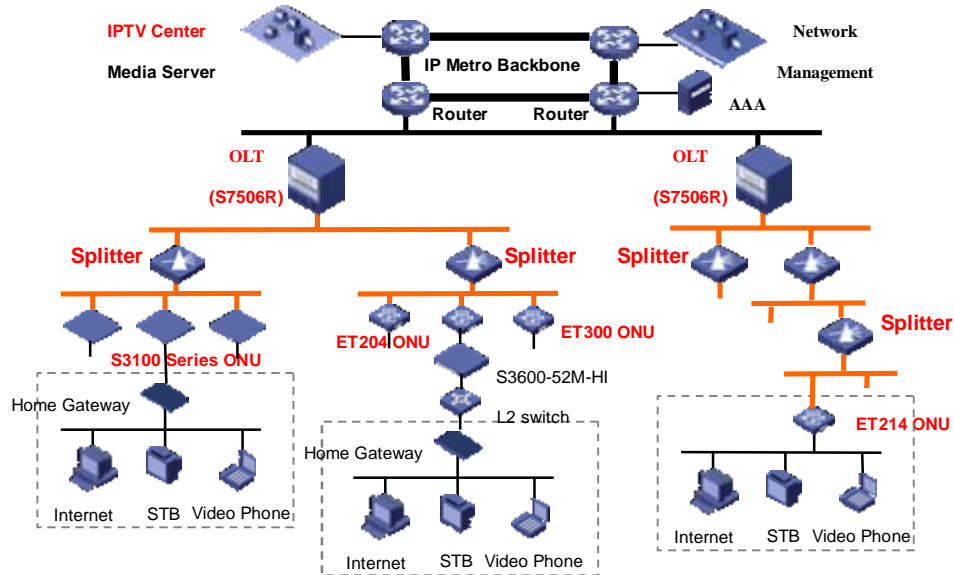 IPTV Center
Network
Media Server
IP Metro Backbone
Management
AAA
Router
Router
OLT
OLT
(S7506R)
(S7506R)
Splitter
Splitter
Splitter
Splitter
ET204 ONU
ET300 ONU
S3100 Series ONU
S3600-52M-HI
Home Gateway
L2 switch
ET214 ONU
Home Gateway
Internet
STB
Video Phone
Internet
STB
Video Phone
Internet
STB
Video Phone